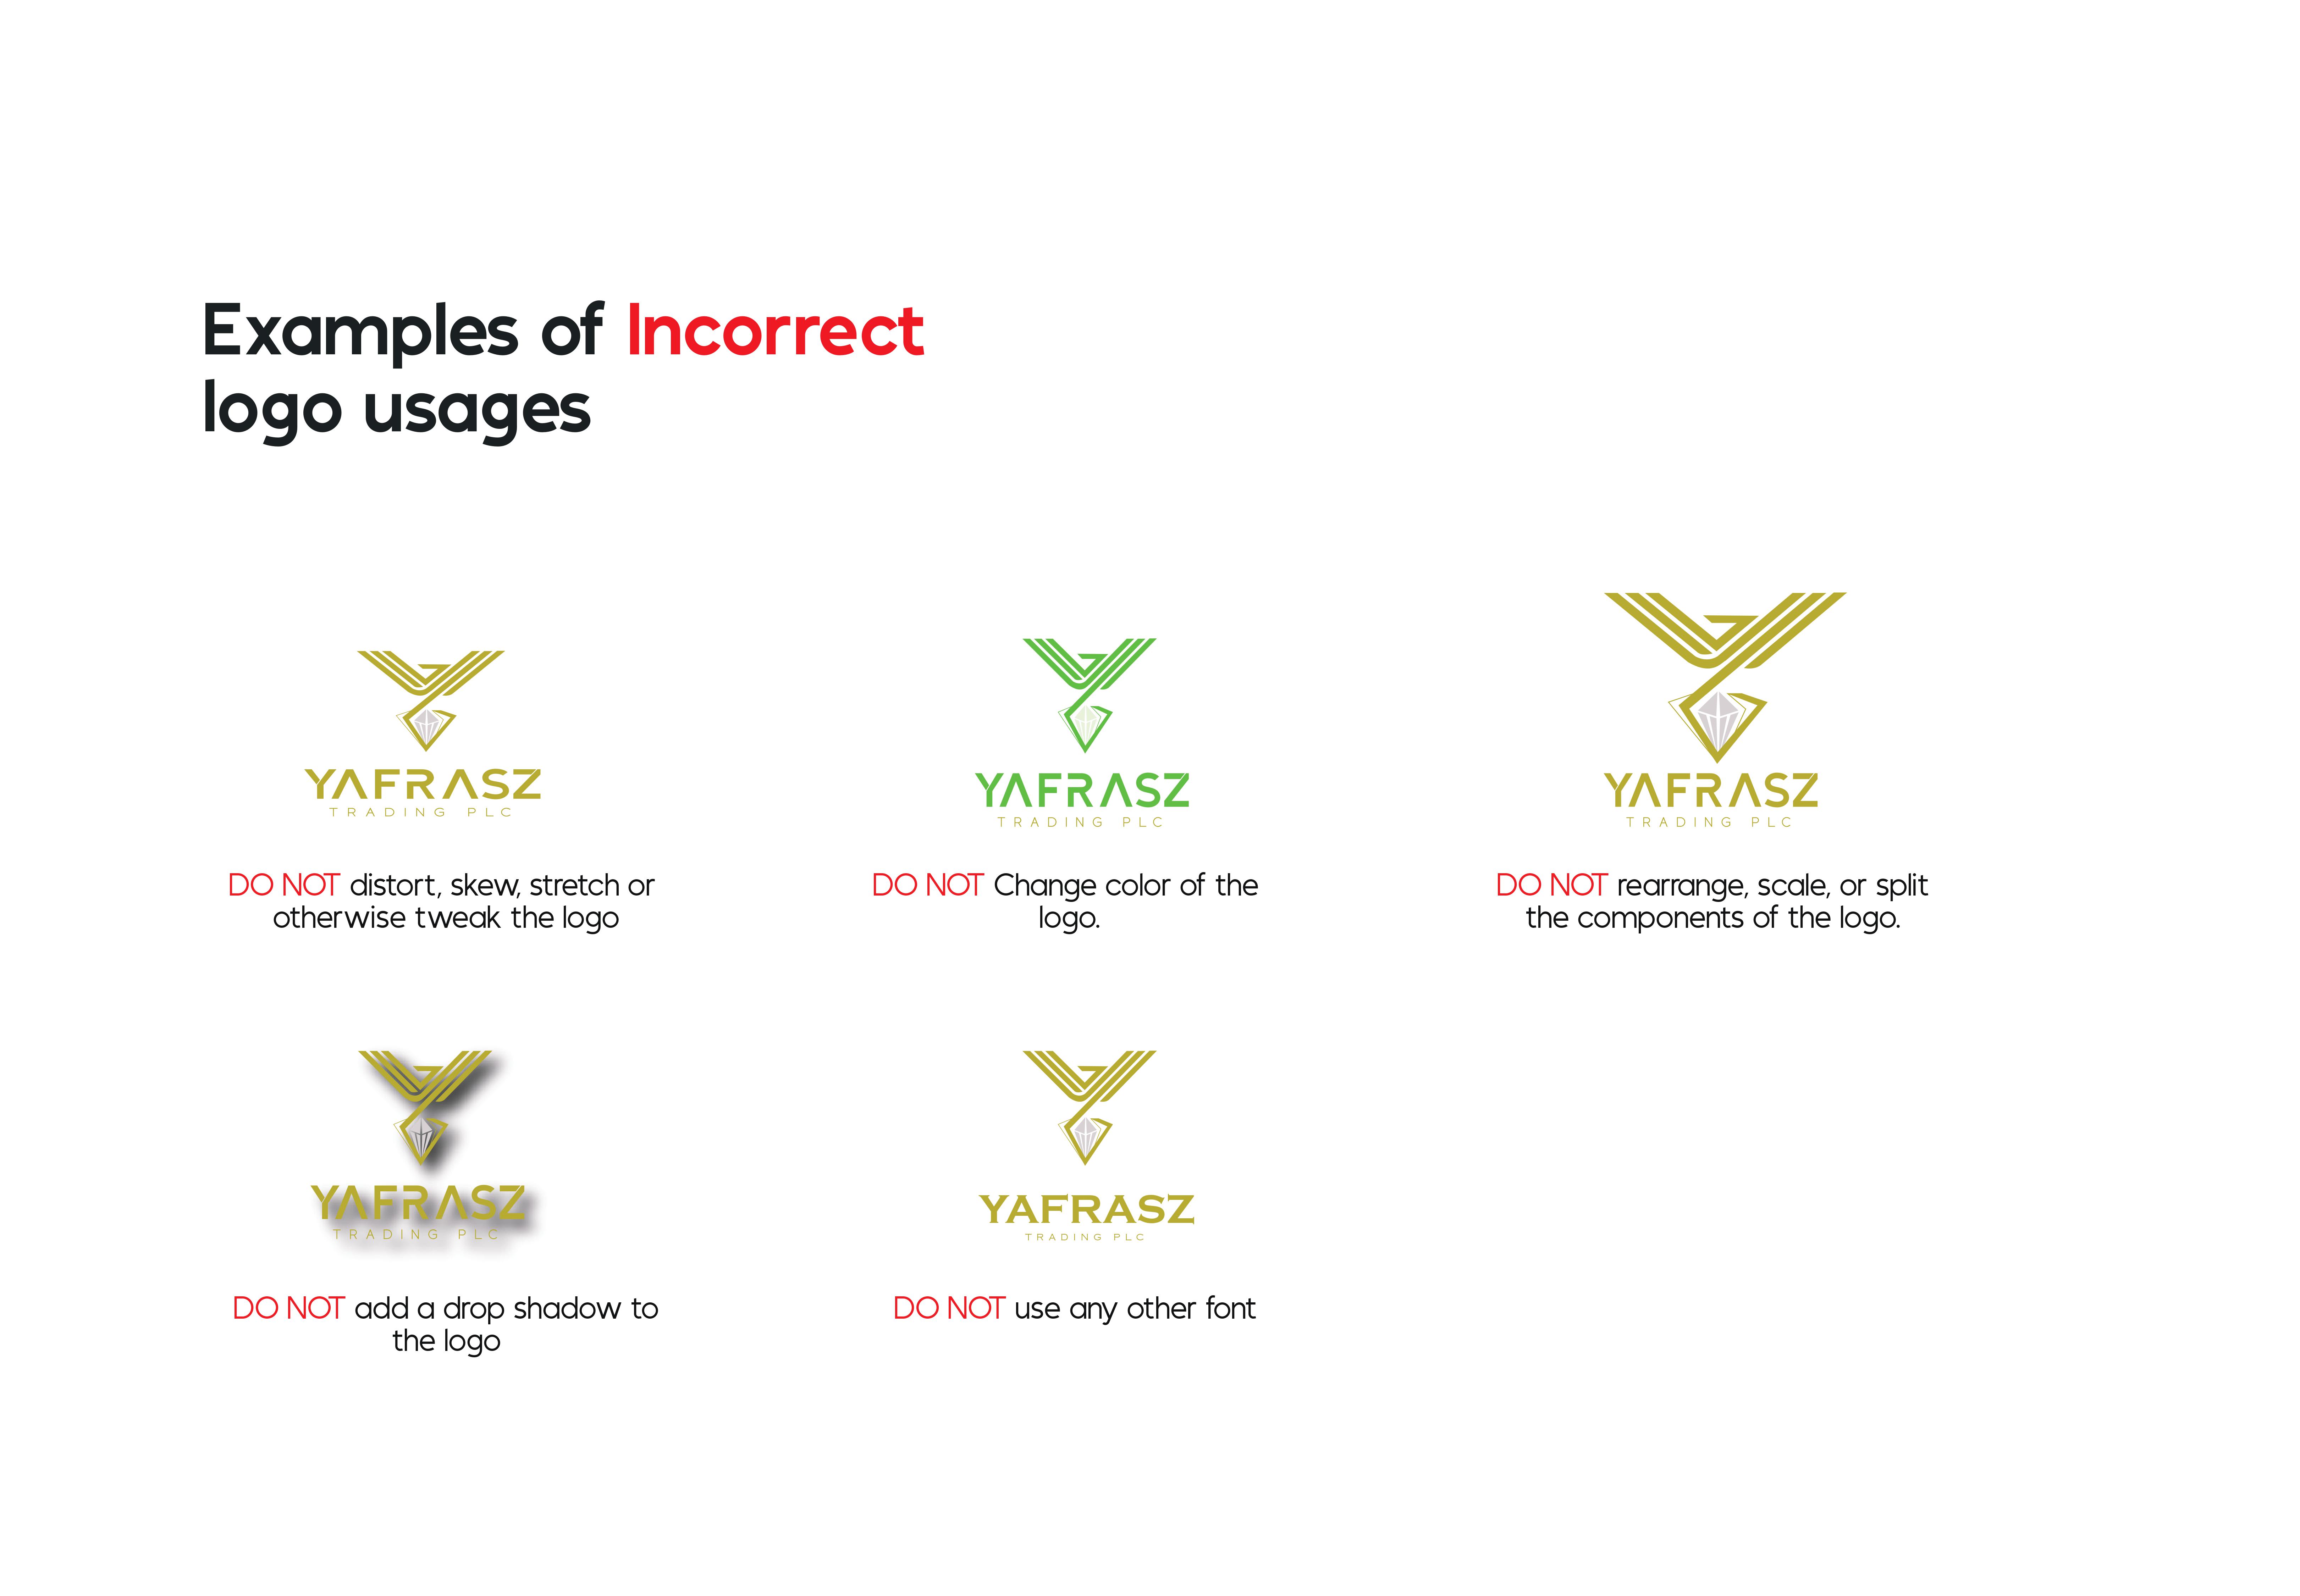 Examples of Incorrect
logo usages
YAFRASZ
TRADING PLC
DO NOT distort, skew, stretch or
otherwise tweak the logo
YAFRASZ
TRADING PLC
DO NOT Change color of the
logo.
YAFRASZ
TRADING PLC
DO NOT rearrange, scale, or split
the components of the logo.
YAFRASZ
TRADING PLC
DO NOT add a drop shadow to
the logo
YAFRASZ
TRADING PLC
DO NOT use any other font